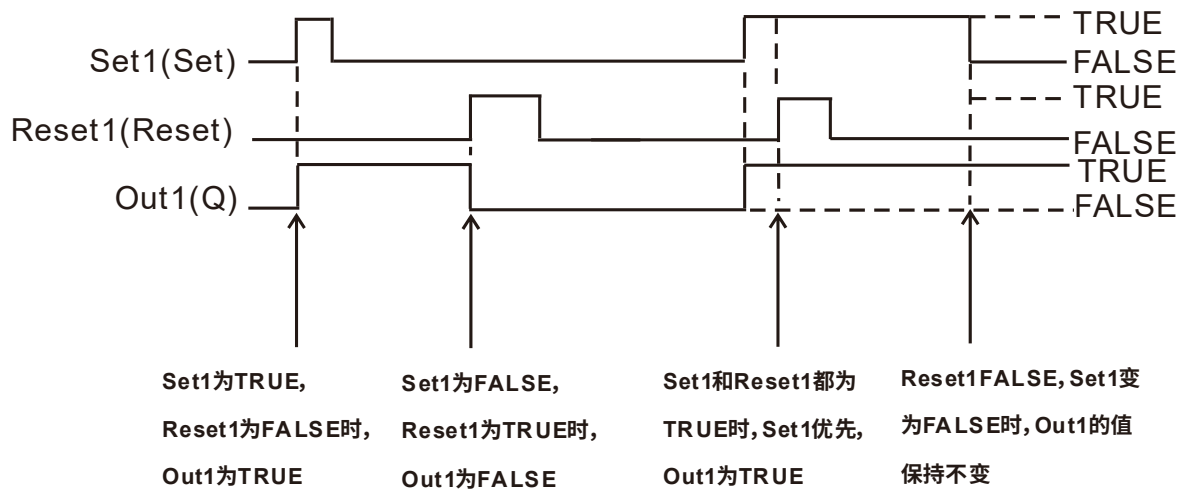 TRUE
Set1(Set)
FALSE
TRUE
Reset1(Reset)
FALSE
TRUE
Out1(Q)
FALSE
Set1为TRUE,
Reset1为FALSE时,
Out1为TRUE
Set1为FALSE,
Reset1为TRUE时,
Out1为FALSE
Set1和Reset1都为
TRUE时, Set1优先,
Out1为TRUE
Reset1FALSE, Set1变
为FALSE时, Out1的值
保持不变